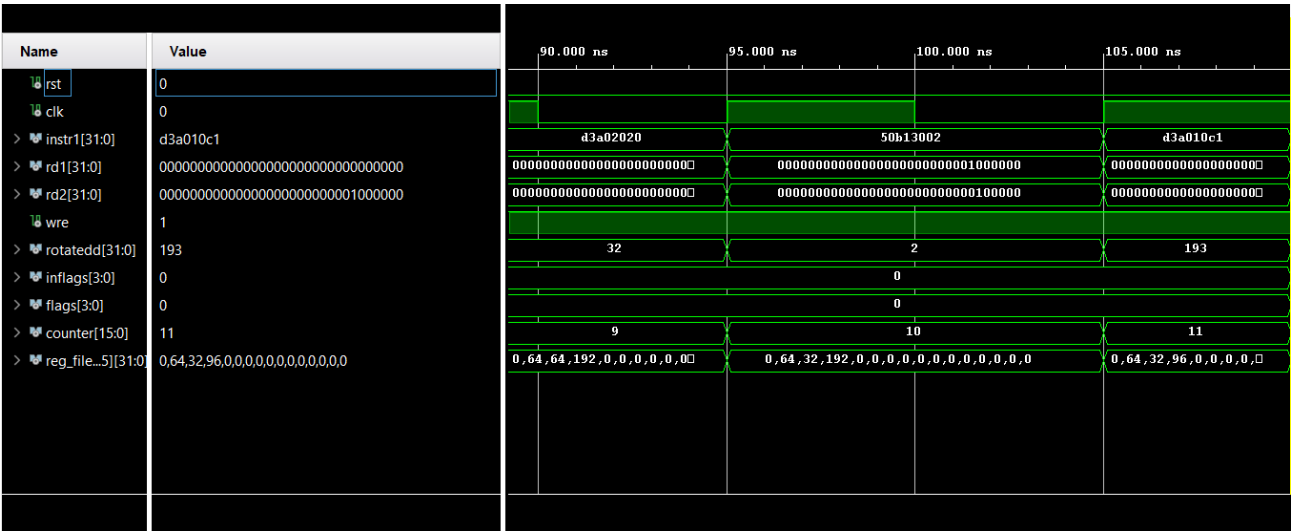 Name Value 90.000 ns 95.000 ns 100.000 ns 105.000 ns
rst 0
clk 0
instr1[31:0] d3a010c1 d3a02020 50b13002 d3a010c1
rd1[31:0] 00000000000000000000000000000000 00000000000000000000000 00000000000000000000000001000000 0000000000000000000
rd2[31:0] 00000000000000000000000001000000 00000000000000000000000 00000000000000000000000000100000 0000000000000000000
wre 1
rotatedd[31:0] 193 32 2 193
inflags[3:0] 0 0
flags[3:0] 0 0
counter[15:0] 11 9 10 11
reg_file...5][31:0] 0,64,32,96,0,0,0,0,0,0,0,0,0,0,0,0 0,64,64,192,0,0,0,0,0,0 0,64,32,192,0,0,0,0,0,0,0,0,0,0,0,0 0,64,32,96,0,0,0,0,